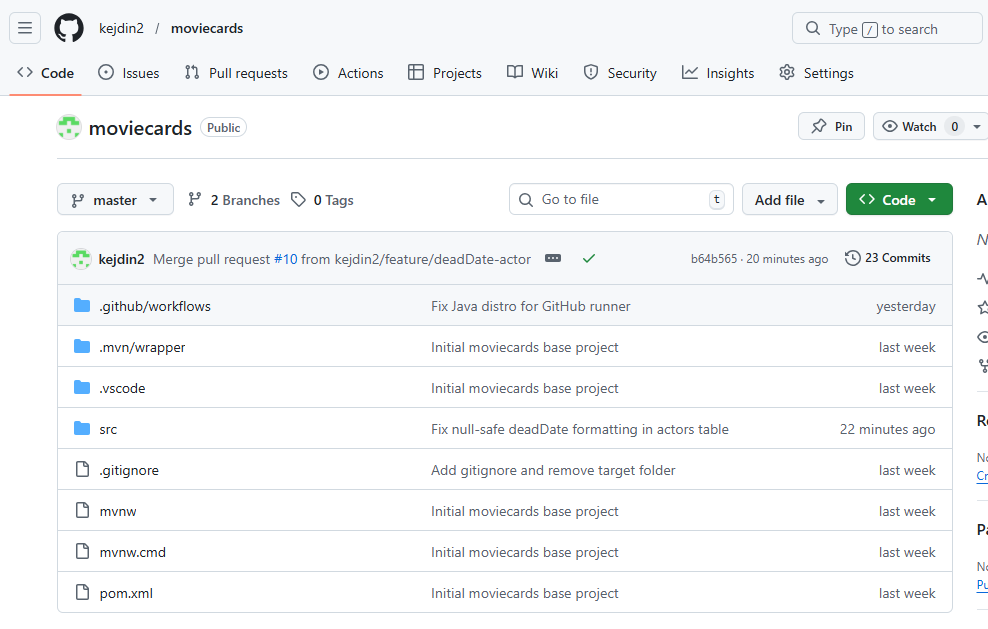 kejdin2 / moviecards
Type / to search
Code Issues Pull requests Actions Projects Wiki Security Insights Settings
moviecards Public
Pin Watch 0
master 2 Branches 0 Tags Go to file t Add file Code
kejdin2 Merge pull request #10 from kejdin2/feature/deadDate-actor b64b565 · 20 minutes ago 23 Commits
.github/workflows Fix Java distro for GitHub runner yesterday
.mvn/wrapper Initial moviecards base project last week
.vscode Initial moviecards base project last week
src Fix null-safe deadDate formatting in actors table 22 minutes ago
.gitignore Add gitignore and remove target folder last week
mvnw Initial moviecards base project last week
mvnw.cmd Initial moviecards base project last week
pom.xml Initial moviecards base project last week